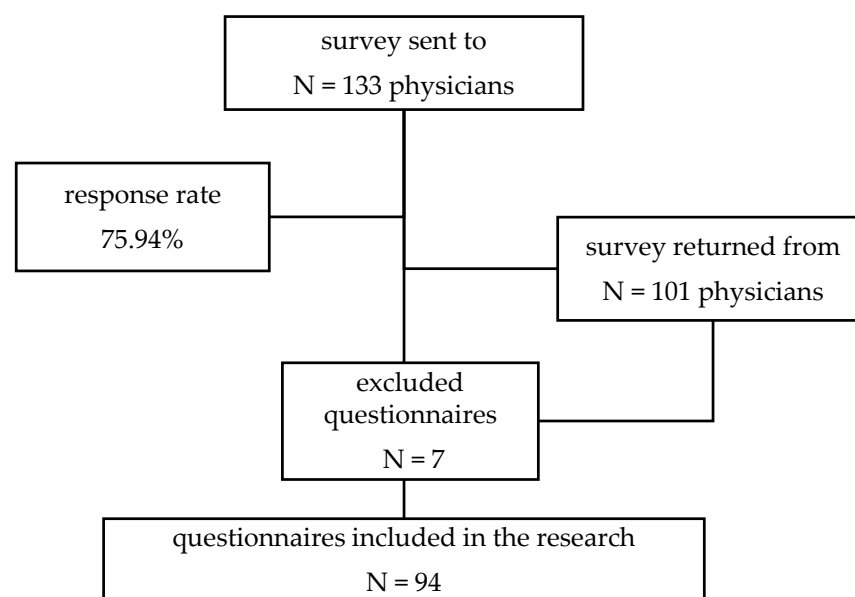 survey sent to
N = 133 physicians
response rate
75.94%
survey returned from
N = 101 physicians
excluded
questionnaires
N = 7
questionnaires included in the research
N = 94